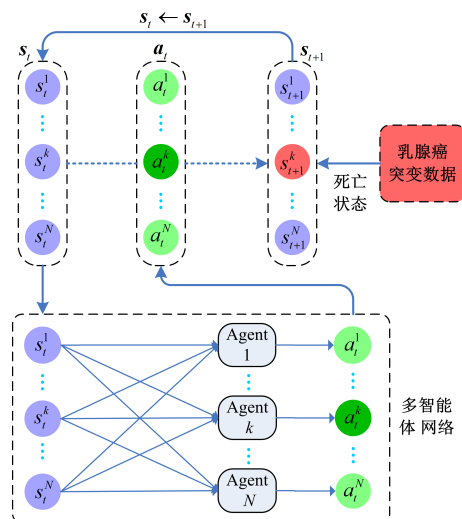 s_t ← s_{t+1}
s_t
a_t
s_{t+1}
s_t^1
a_t^1
s_{t+1}^1
s_t^k
a_t^k
s_{t+1}^k
乳腺癌
突变数据
死亡
状态
s_t^N
a_t^N
s_{t+1}^N
s_t^1
Agent
1
a_t^1
s_t^k
Agent
k
a_t^k
多智能
体 网络
s_t^N
Agent
N
a_t^N